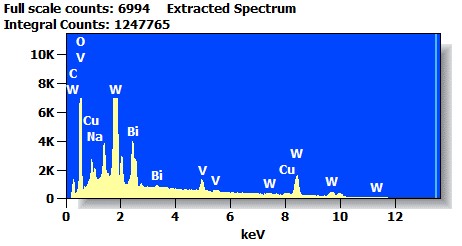 Full scale counts: 6994 Extracted Spectrum
Integral Counts: 1247765
10K
8K
6K
4K
2K
0
O
V
C
W
Cu
Na
W
Bi
Bi
V
V
W
Cu
W
W
W
0 2 4 6 8 10 12
keV